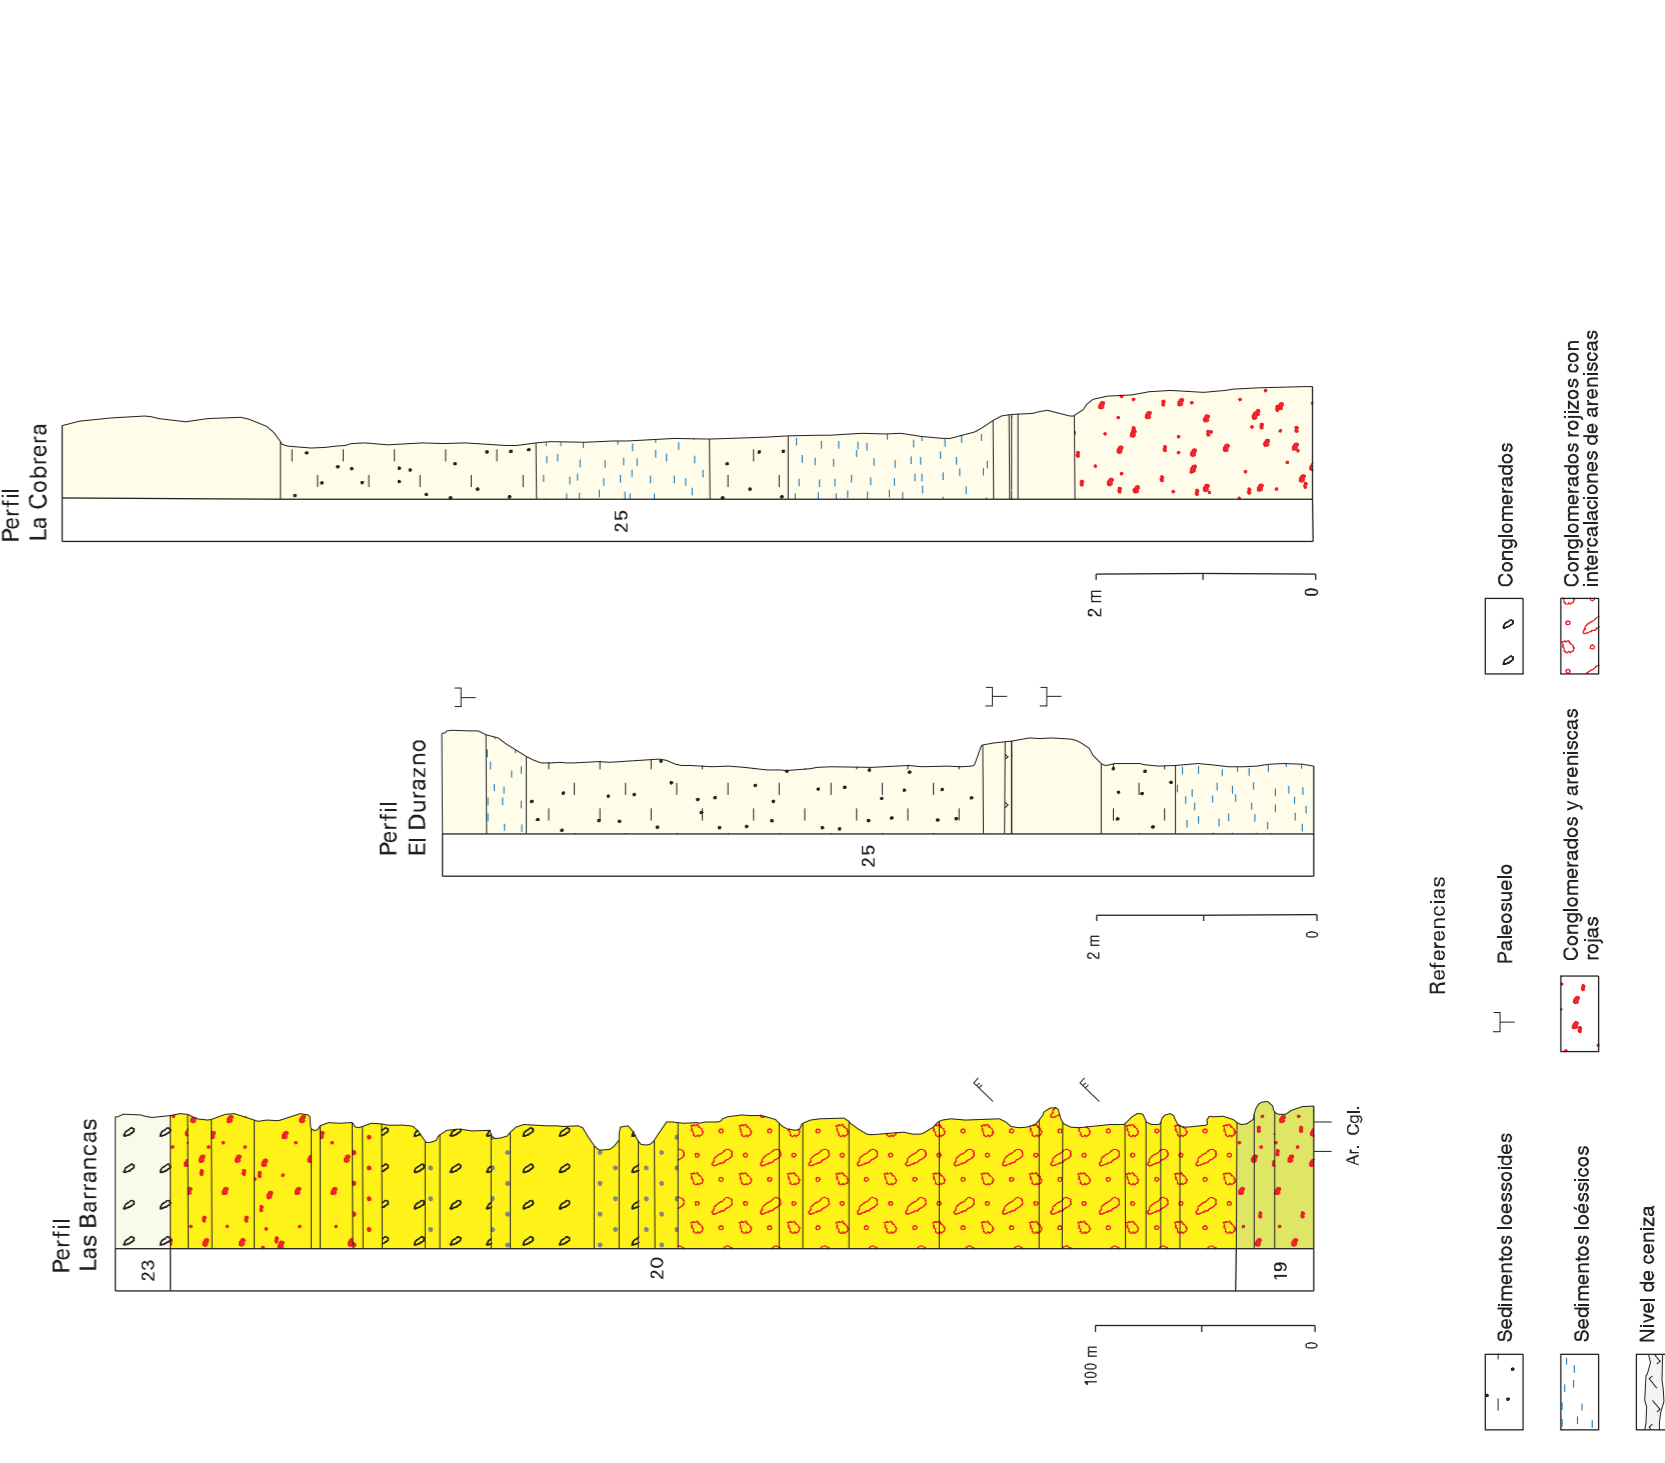 Perfil
Las Barrancas
23
20
19
100 m
0
Ar. Cgl.
Perfil
El Durazno
25
2 m
0
Perfil
La Cobrera
25
2 m
0
Referencias
Sedimentos loessoides
Sedimentos loéssicos
Nivel de ceniza
Paleosuelo
Conglomerados y areniscas
rojas
Conglomerados
Conglomerados rojizos con
intercalaciones de areniscas